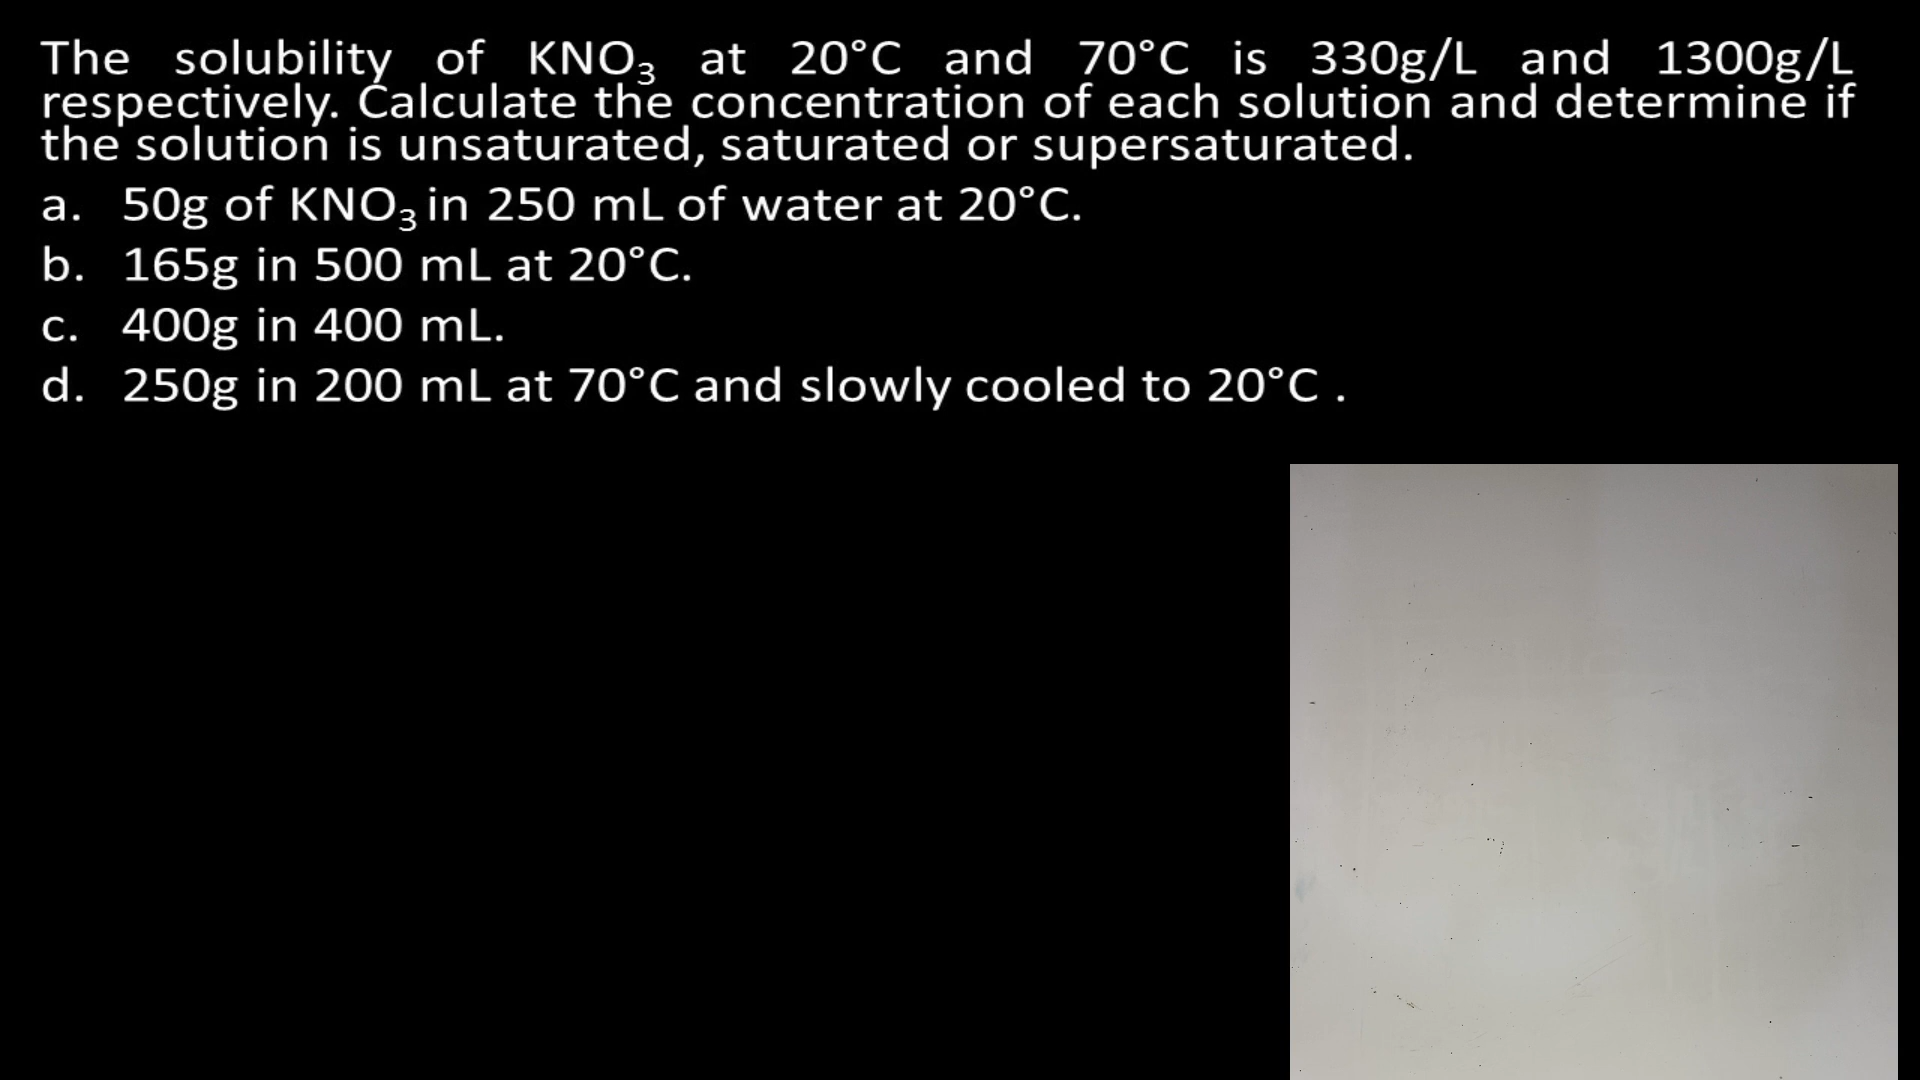 The solubility of KNO₃ at 20°C and 70°C is 330g/L and 1300g/L
respectively. Calculate the concentration of each solution and determine if
the solution is unsaturated, saturated or supersaturated.
a. 50g of KNO₃ in 250 mL of water at 20°C.
b. 165g in 500 mL at 20°C.
c. 400g in 400 mL.
d. 250g in 200 mL at 70°C and slowly cooled to 20°C .